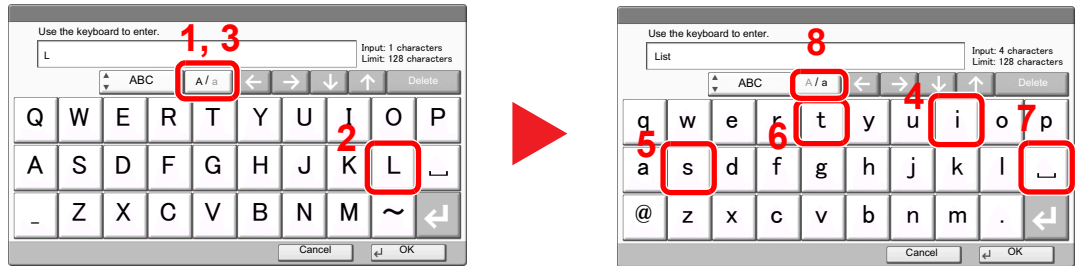 Use the keyboard to enter.
1, 3
L
Input: 1 characters
Limit: 128 characters
ABC
A / a
← → ↓ ↑
Delete
Q W E R T Y U I O P
2
A S D F G H J K L
_ Z X C V B N M ~
Cancel
OK
Use the keyboard to enter.
8
List
Input: 4 characters
Limit: 128 characters
ABC
A / a
← → ↓ ↑
Delete
4
7
q w e r t y u i o p
5
6
a s d f g h j k l
@ z x c v b n m .
Cancel
OK